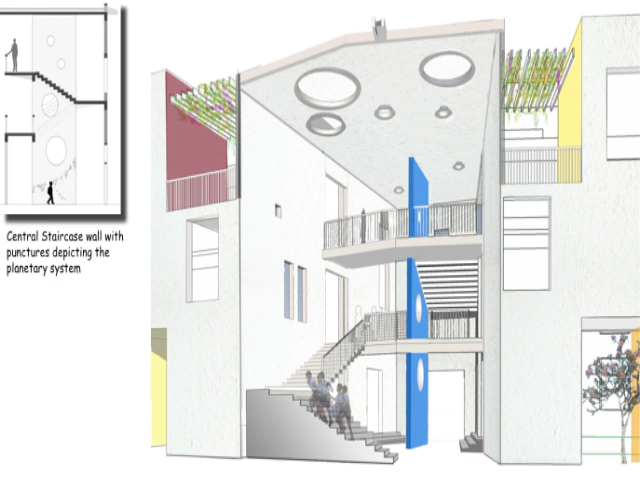 Central Staircase wall with
punctures depicting the
planetary system